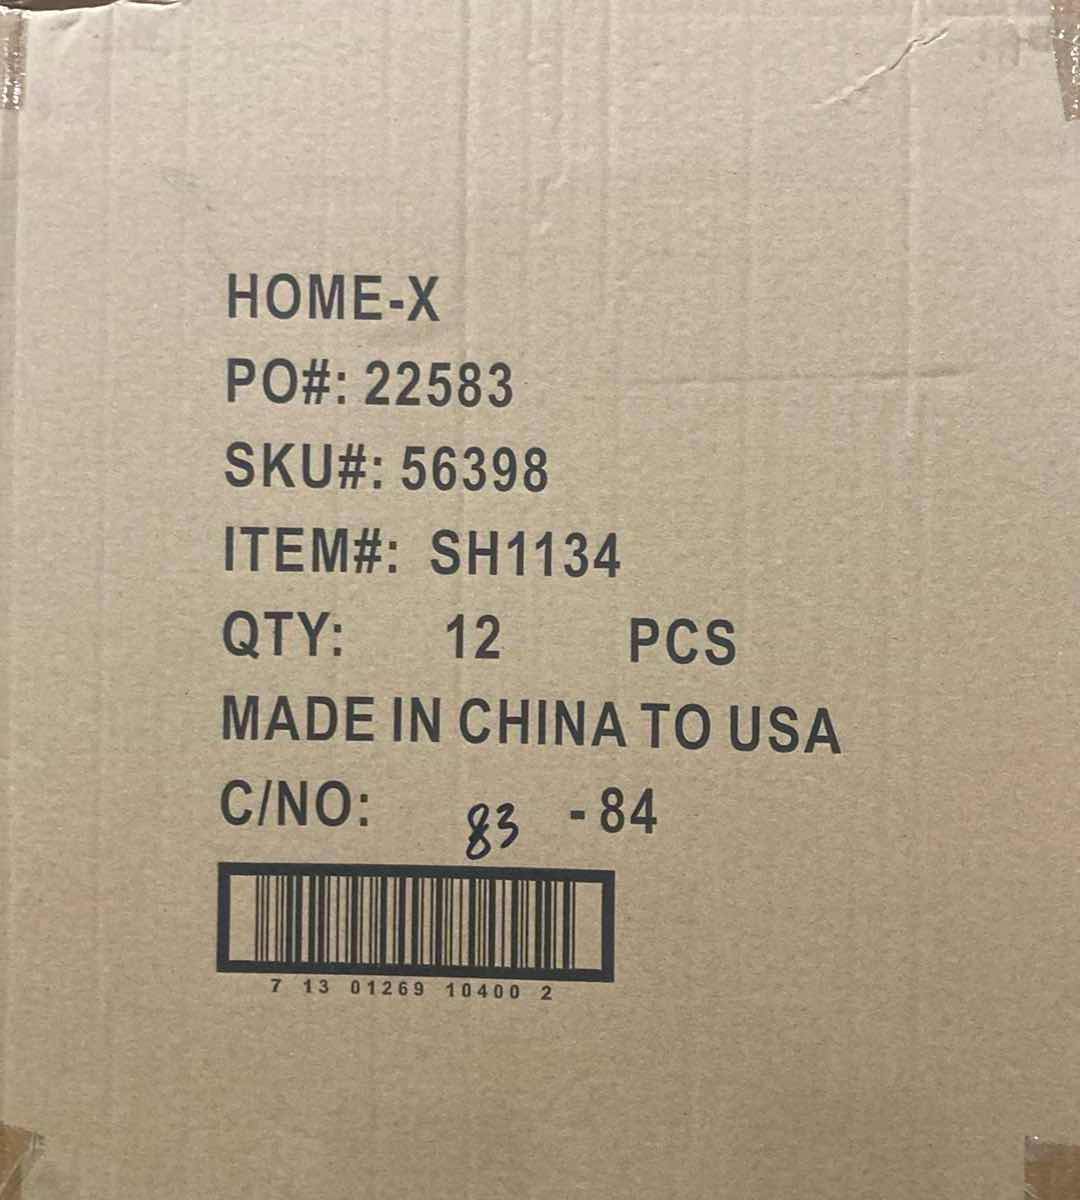 HOME-X
PO#: 22583
SKU#: 56398
ITEM#: SH1134
QTY: 12 PCS
MADE IN CHINA TO USA
C/NO: 83 - 84
7 13 01269 10400 2